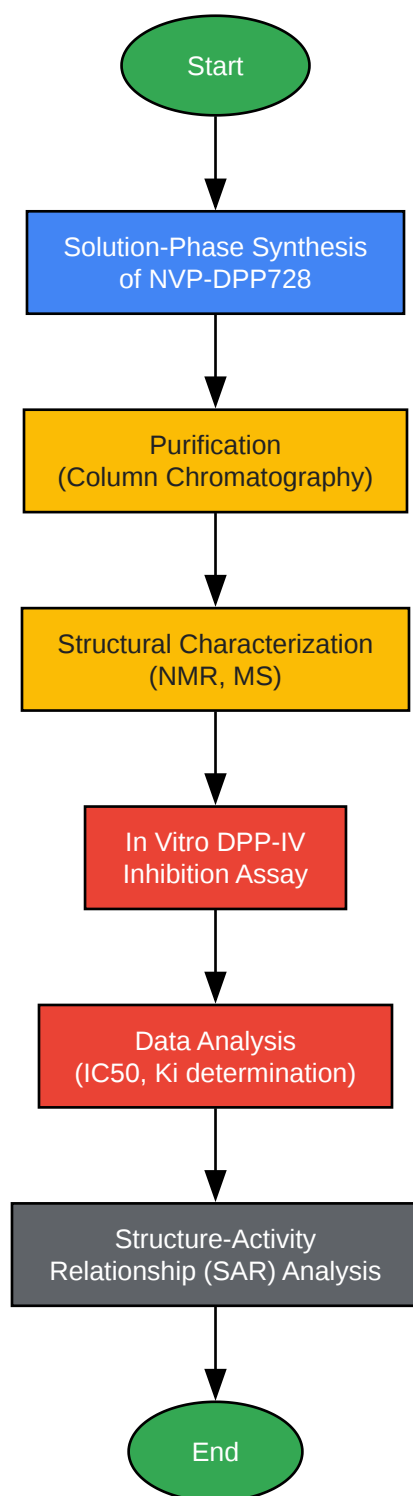 Start
Solution-Phase Synthesis
of NVP-DPP728
Purification
(Column Chromatography)
Structural Characterization
(NMR, MS)
In Vitro DPP-IV
Inhibition Assay
Data Analysis
(IC50, Ki determination)
Structure-Activity
Relationship (SAR) Analysis
End